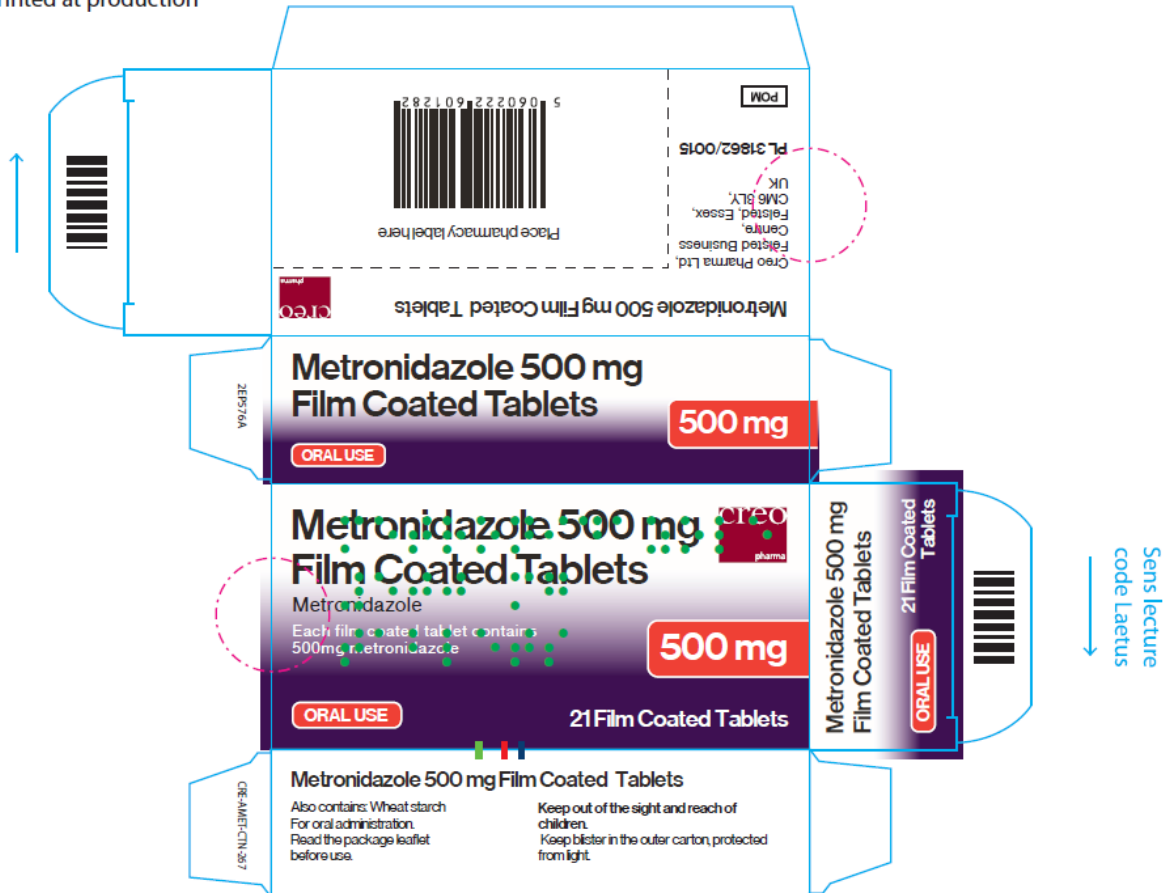 rinted at production
5 060222 601282
Place pharmacy label here
POM
PL 31862/0015
Creo Pharma Ltd,
Felsted Business
Centre,
Felsted, Essex,
CM6 3LY,
UK
Metronidazole 500 mg Film Coated Tablets
creo
pharma
2EP576A
Metronidazole 500 mg
Film Coated Tablets
500 mg
ORAL USE
Metronidazole 500 mg
Film Coated Tablets
creo
pharma
Metronidazole
Each film coated tablet contains
500mg metronidazole
500 mg
ORAL USE
21 Film Coated Tablets
Metronidazole 500 mg
Film Coated Tablets
21 Film Coated
Tablets
ORAL USE
Sens lecture
code Laetus
CRE-AMET-CTN-267
Metronidazole 500 mg Film Coated Tablets
Also contains: Wheat starch
For oral administration.
Read the package leaflet
before use.
Keep out of the sight and reach of
children.
Keep blister in the outer carton, protected
from light.